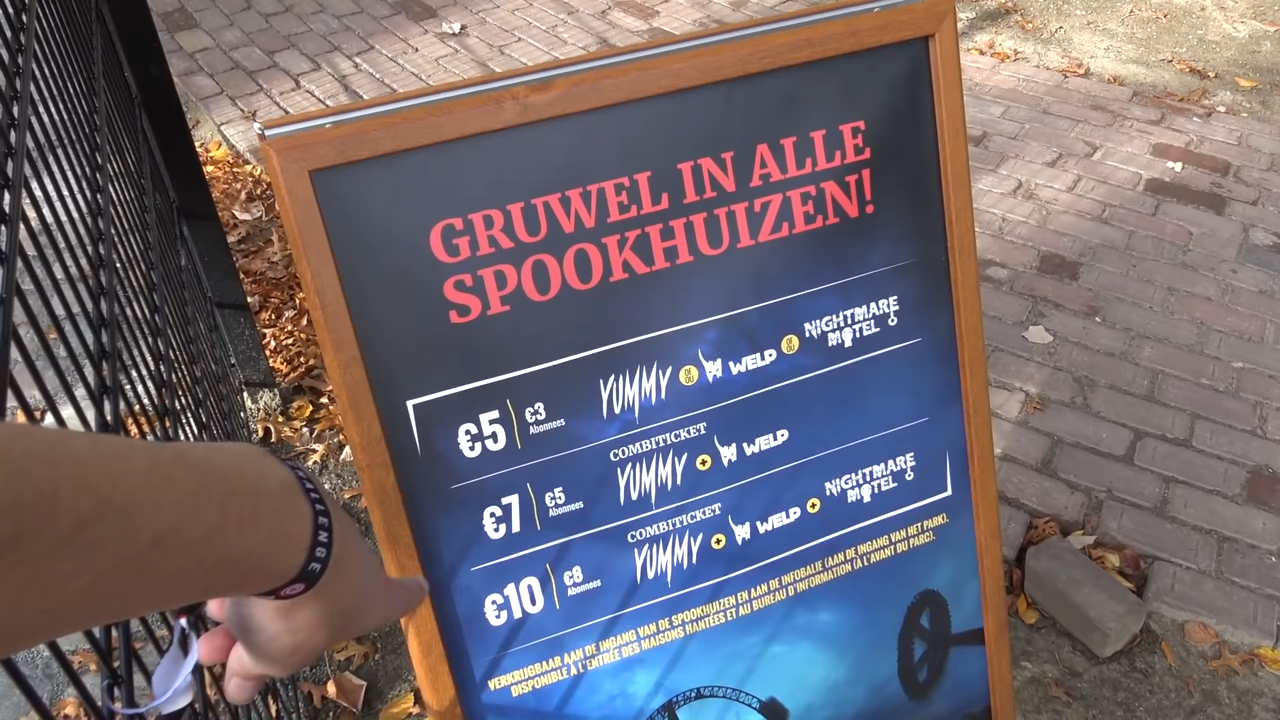 GRUWEL IN ALLE
SPOOKHUIZEN!
€5 €3 Abonnees YUMMY OF OU WELP OF OU NIGHTMARE MOTEL
COMBITICKET
€7 €5 Abonnees YUMMY + WELP
COMBITICKET
€10 €8 Abonnees YUMMY + WELP + NIGHTMARE MOTEL
VERKRIJGBAAR AAN DE INGANG VAN DE SPOOKHUIZEN EN AAN DE INFOBALIE (AAN DE INGANG VAN HET PARK).
DISPONIBLE À L'ENTRÉE DES MAISONS HANTÉES ET AU BUREAU D'INFORMATION (À L'AVANT DU PARC).